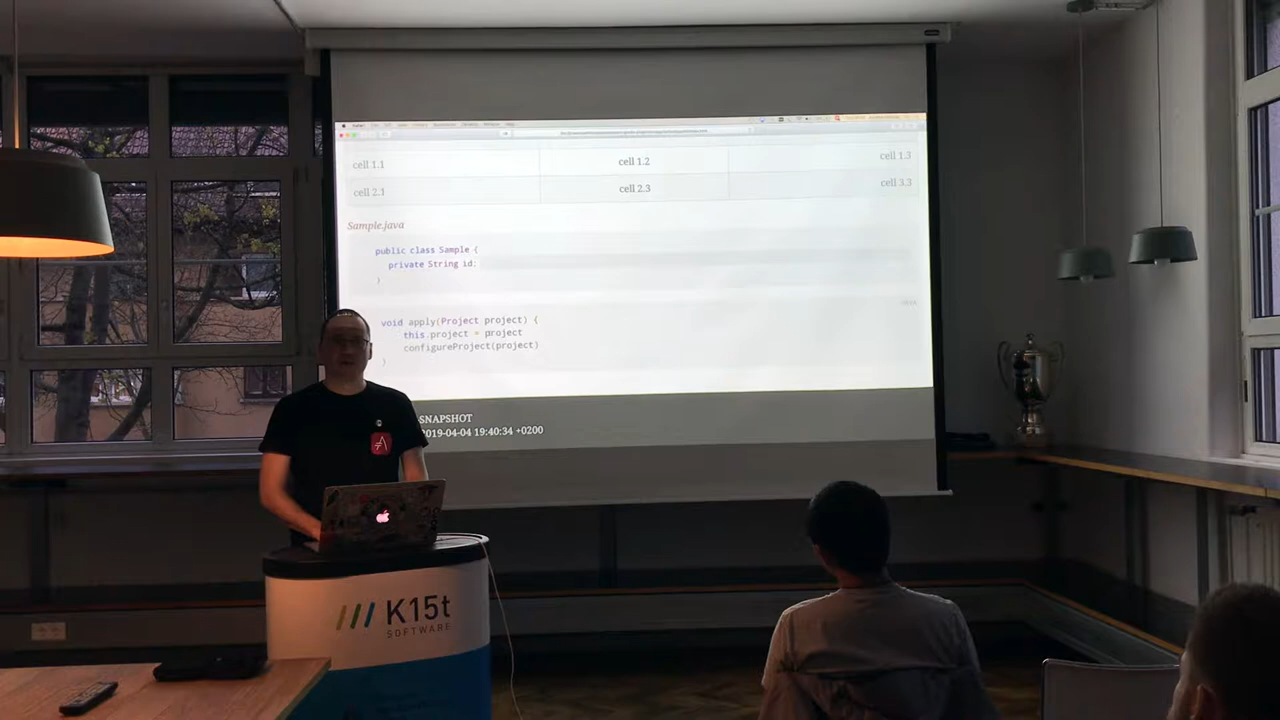 cell 1.1 cell 1.2 cell 1.3
cell 2.1 cell 2.3 cell 3.3
Sample.java
public class Sample {
private String id;
}
void apply(Project project) {
this.project = project
configureProject(project)
}
SNAPSHOT
2019-04-04 19:40:34 +0200
K15t
SOFTWARE